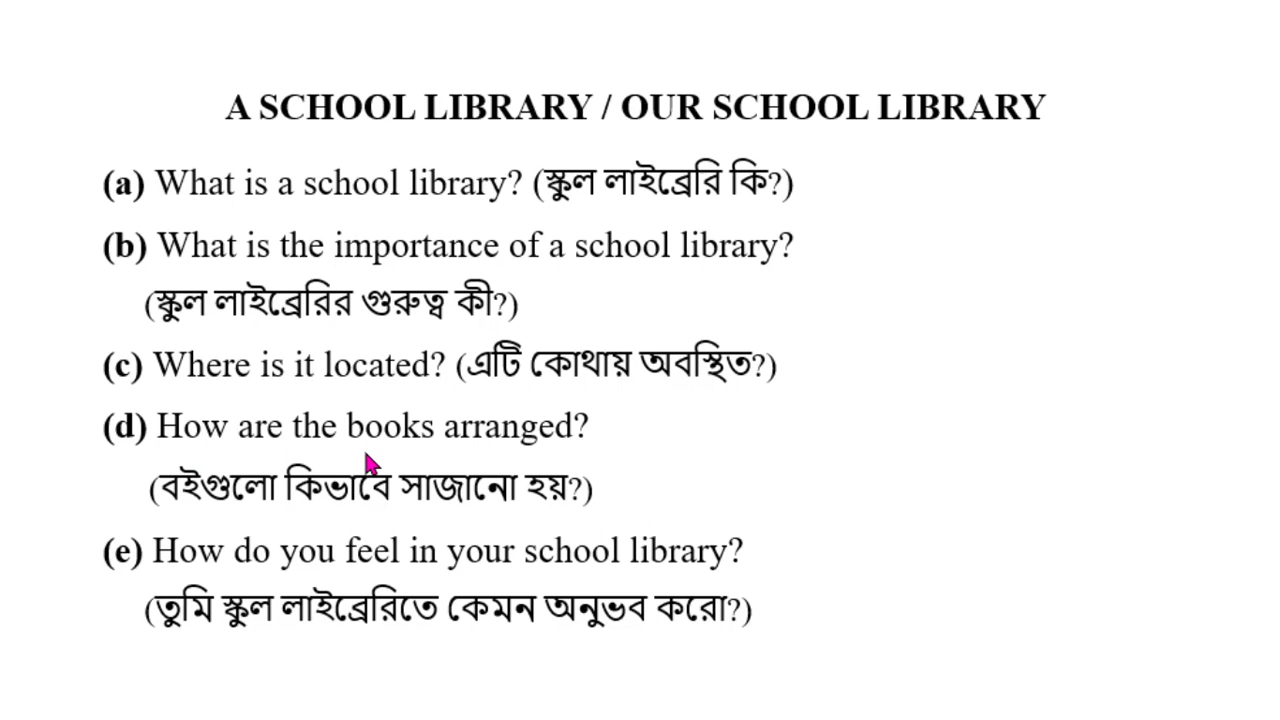 A SCHOOL LIBRARY / OUR SCHOOL LIBRARY
(a) What is a school library? (স্কুল লাইব্রেরি কি?)
(b) What is the importance of a school library?
(স্কুল লাইব্রেরির গুরুত্ব কী?)
(c) Where is it located? (এটি কোথায় অবস্থিত?)
(d) How are the books arranged?
(বইগুলো কিভাবে সাজানো হয়?)
(e) How do you feel in your school library?
(তুমি স্কুল লাইব্রেরিতে কেমন অনুভব করো?)